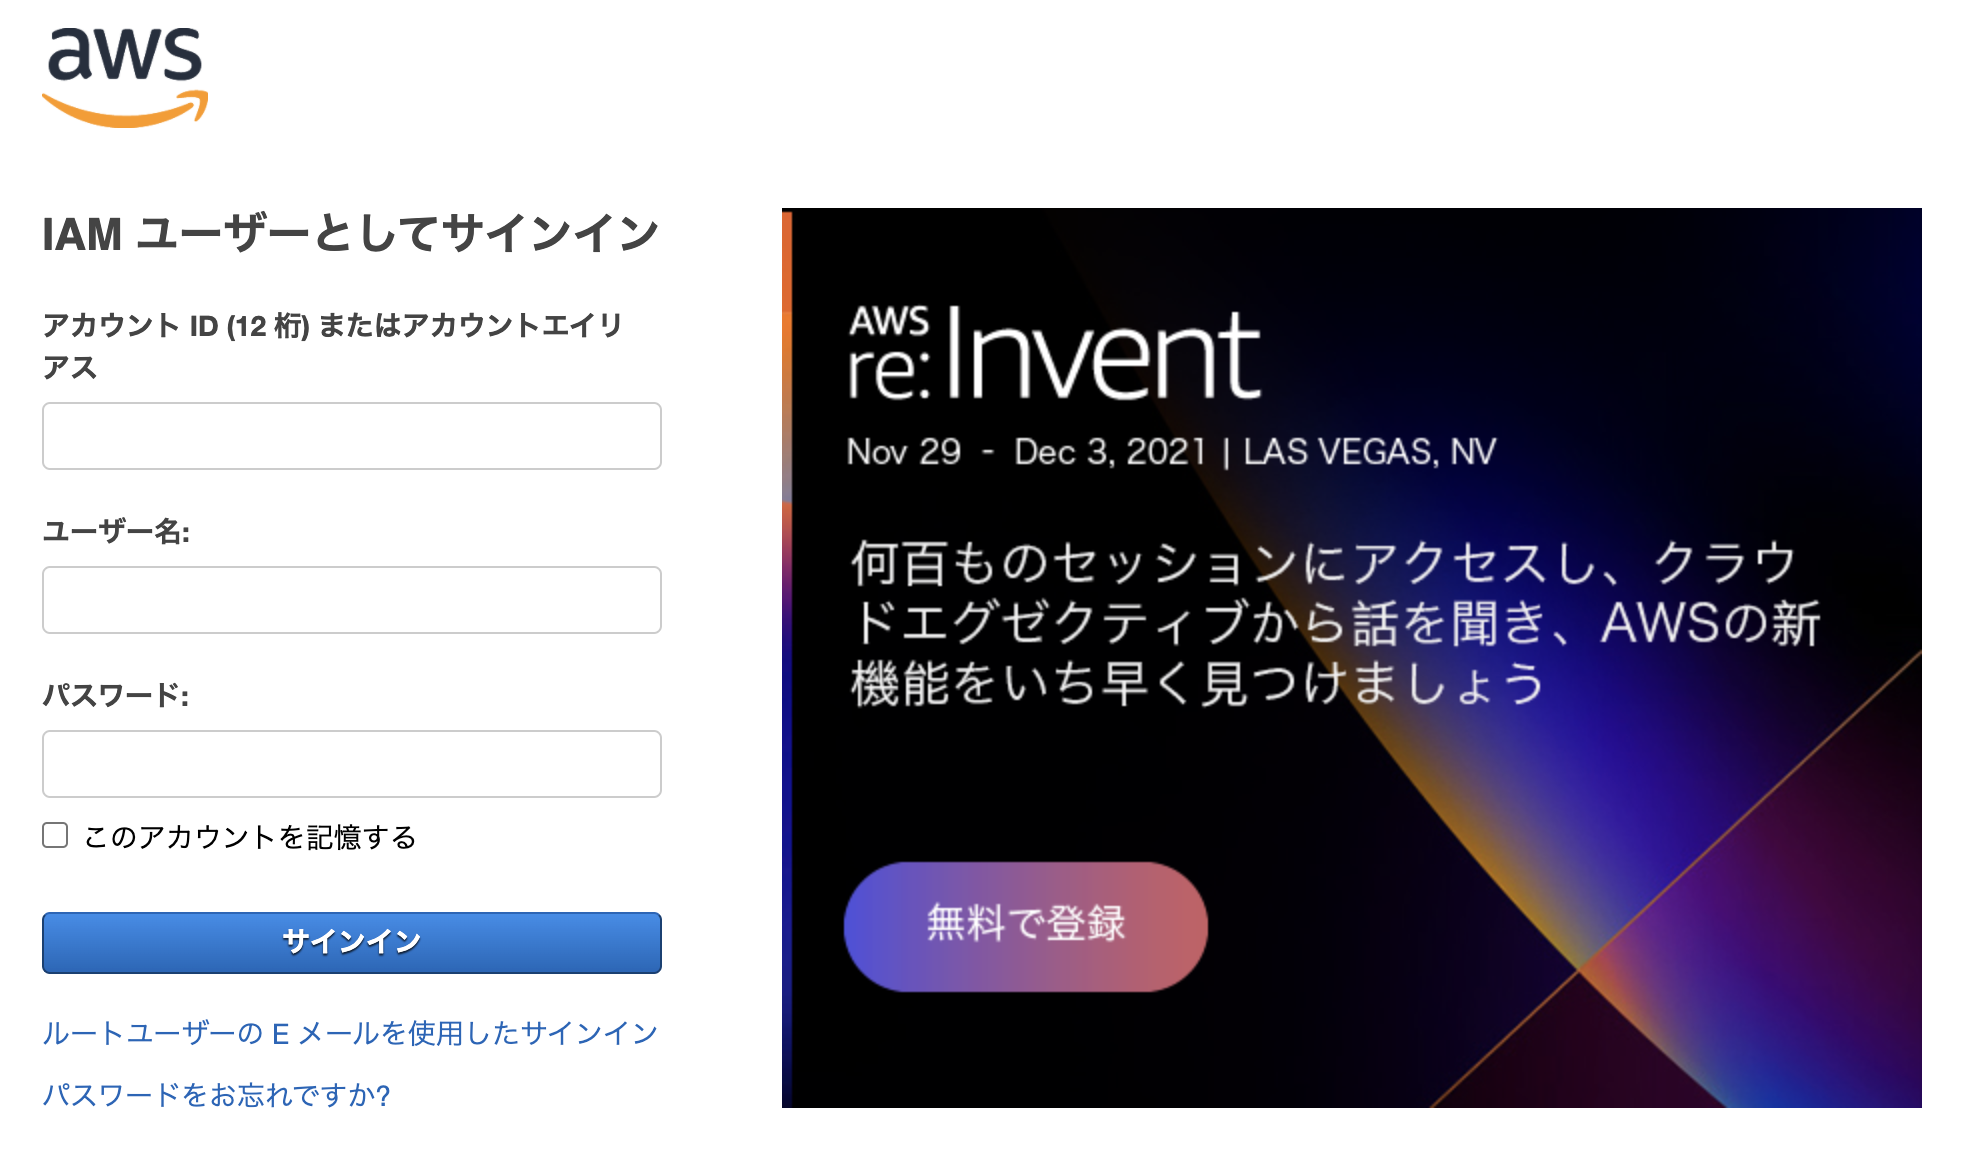 aws
IAM ユーザーとしてサインイン
アカウント ID (12 桁) またはアカウントエイリ
アス
ユーザー名:
パスワード:
このアカウントを記憶する
サインイン
ルートユーザーの E メールを使用したサインイン
パスワードをお忘れですか?
AWS
re:Invent
Nov 29 - Dec 3, 2021 | LAS VEGAS, NV
何百ものセッションにアクセスし、クラウ
ドエグゼクティブから話を聞き、AWSの新
機能をいち早く見つけましょう
無料で登録